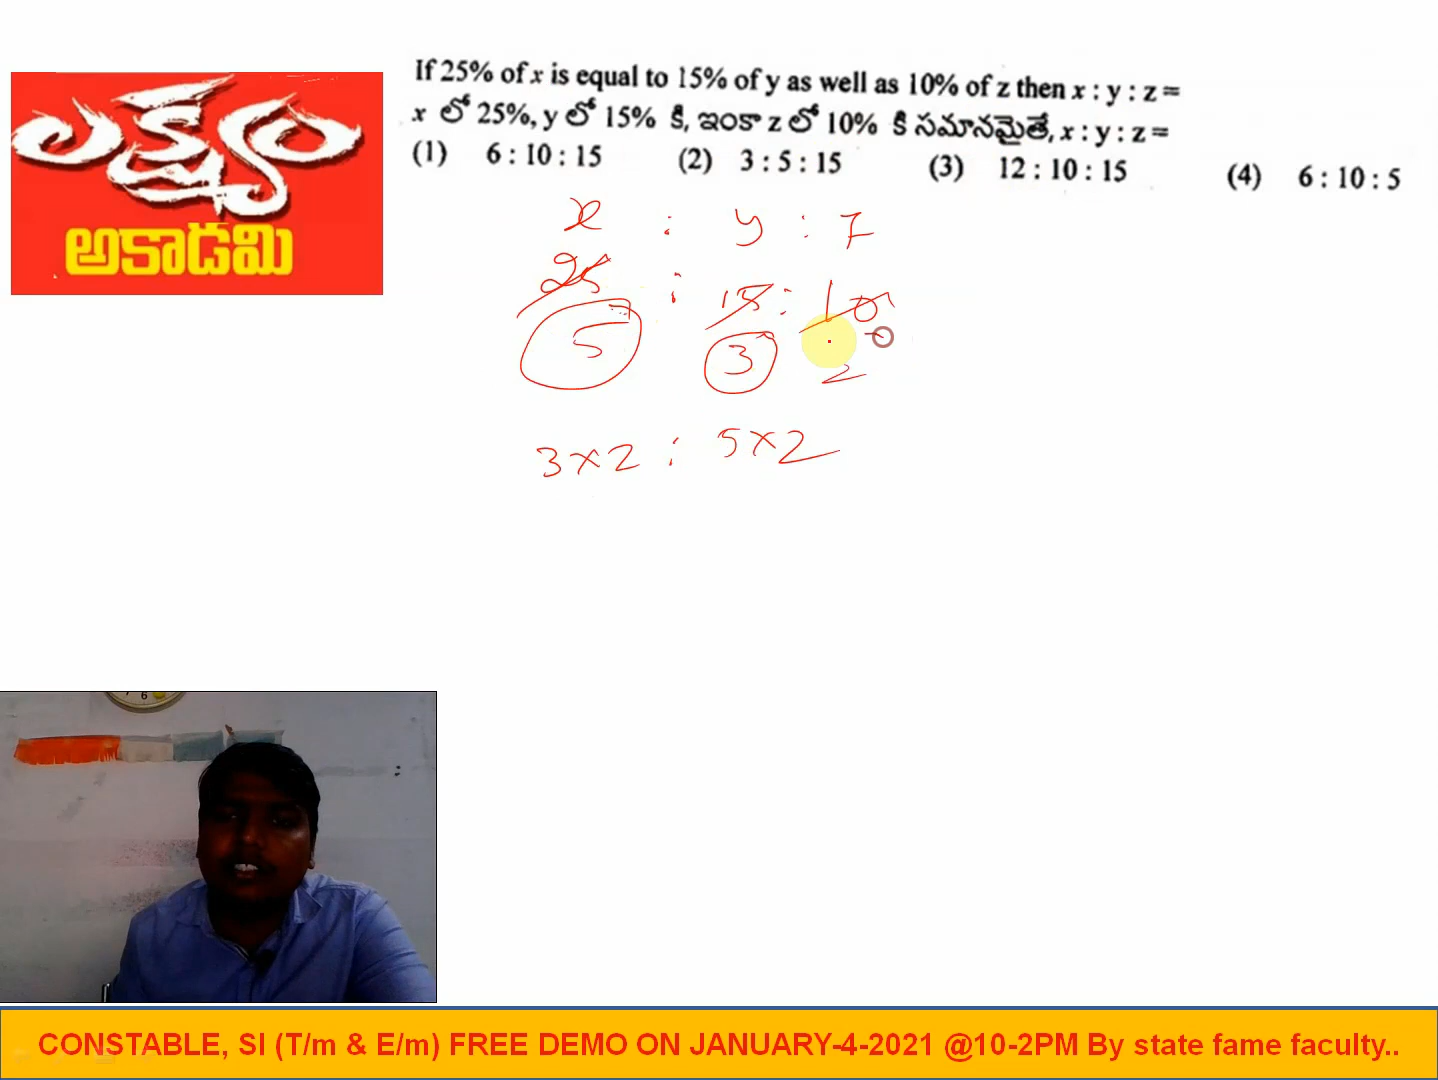 లక్ష్యం
అకాడమి
If 25% of x is equal to 15% of y as well as 10% of z then x : y : z =
x లో 25%, y లో 15% కి, ఇంకా z లో 10% కి సమానమైతే, x : y : z =
(1) 6 : 10 : 15 (2) 3 : 5 : 15 (3) 12 : 10 : 15 (4) 6 : 10 : 5
x : y : z
25 : 15 : 10
5 3 2
3×2 : 5×2
6
CONSTABLE, SI (T/m & E/m) FREE DEMO ON JANUARY-4-2021 @10-2PM By state fame faculty..